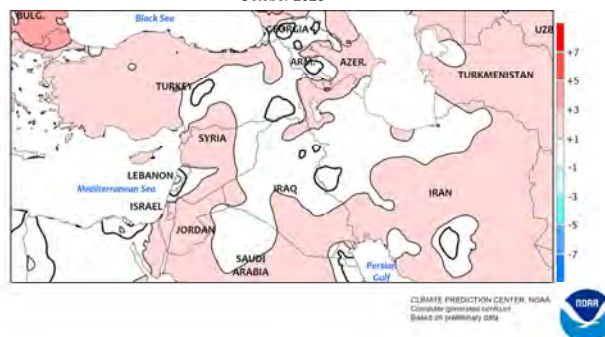 BULG.
Black Sea
GEORGIA
UZB
ARM.
AZER.
+7
TURKEY
TURKMENISTAN
+5
+3
SYRIA
+1
LEBANON
Mediterranean Sea
IRAQ
IRAN
-1
ISRAEL
-3
JORDAN
-5
SAUDI
ARABIA
Persian
Gulf
-7
CLIMATE PREDICTION CENTER, NOAA
Computer generated contours
Based on preliminary data
NOAA